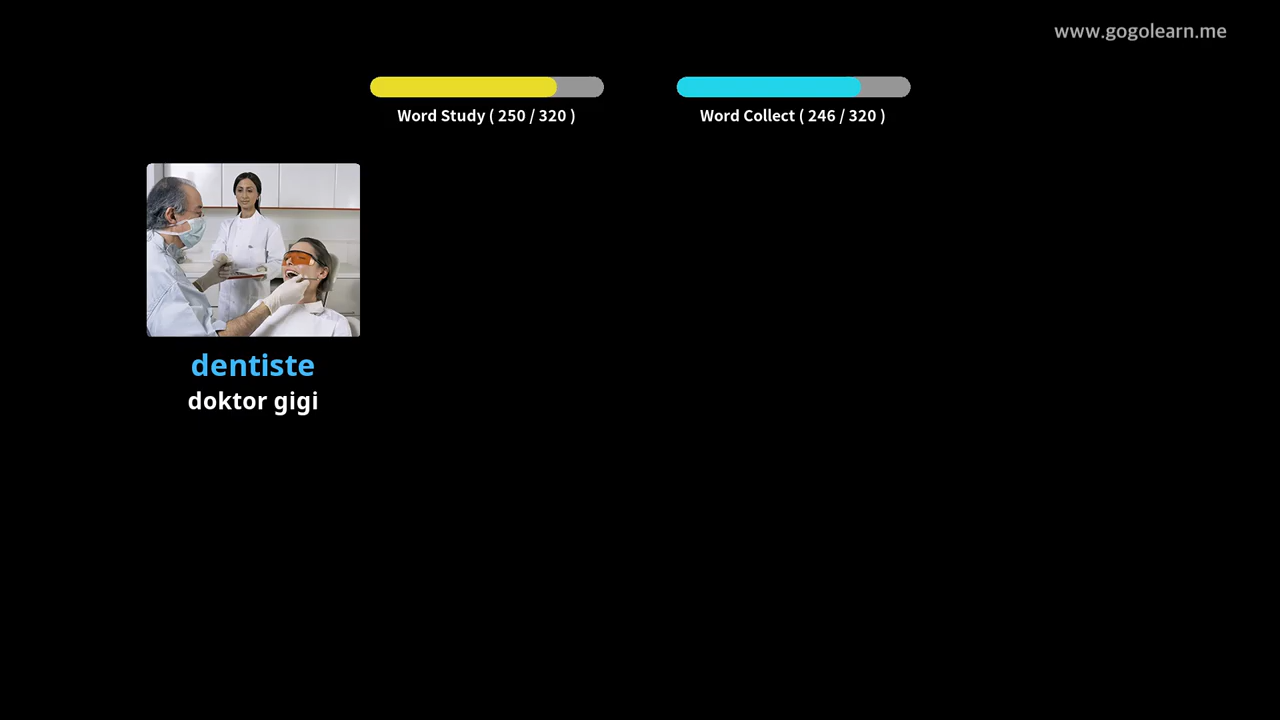 www.gogolearn.me
Word Study ( 250 / 320 )
Word Collect ( 246 / 320 )
dentiste
doktor gigi